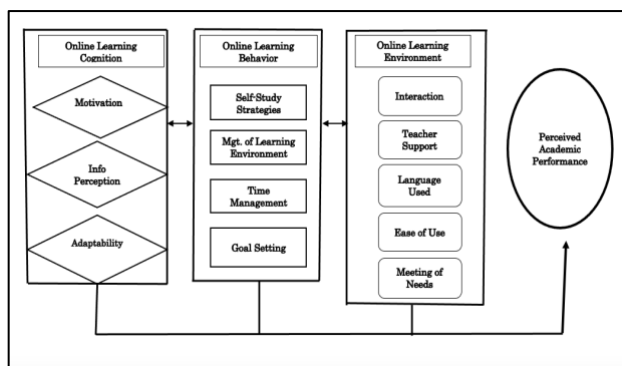 Online Learning
Cognition
Motivation
Info
Perception
Adaptability
Online Learning
Behavior
Self-Study
Strategies
Mgt. of Learning
Environment
Time
Management
Goal Setting
Online Learning
Environment
Interaction
Teacher
Support
Language
Used
Ease of Use
Meeting of
Needs
Perceived
Academic
Performance